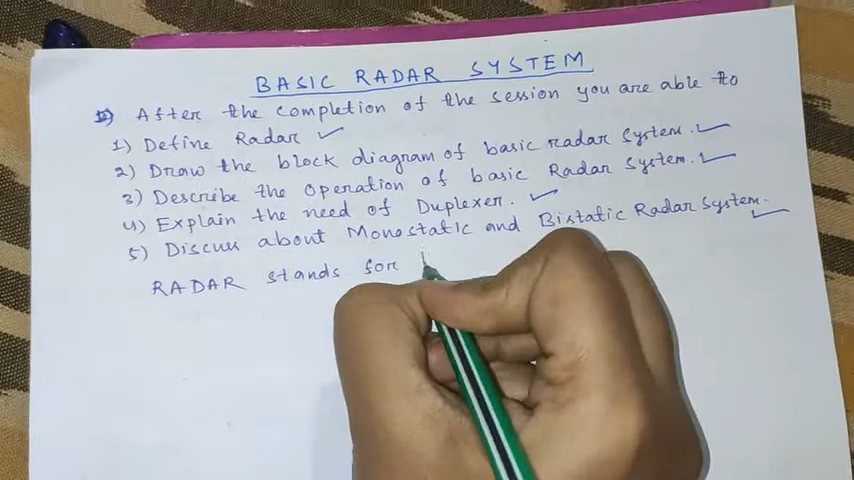 BASIC RADAR SYSTEM
After the completion of the session you are able to
1) Define Radar ✓
2) Draw the block diagram of basic radar system. ✓
3) Describe the operation of basic Radar System. ✓
4) Explain the need of Duplexer. ✓
5) Discuss about Monostatic and Bistatic Radar System. ✓
RADAR stands for